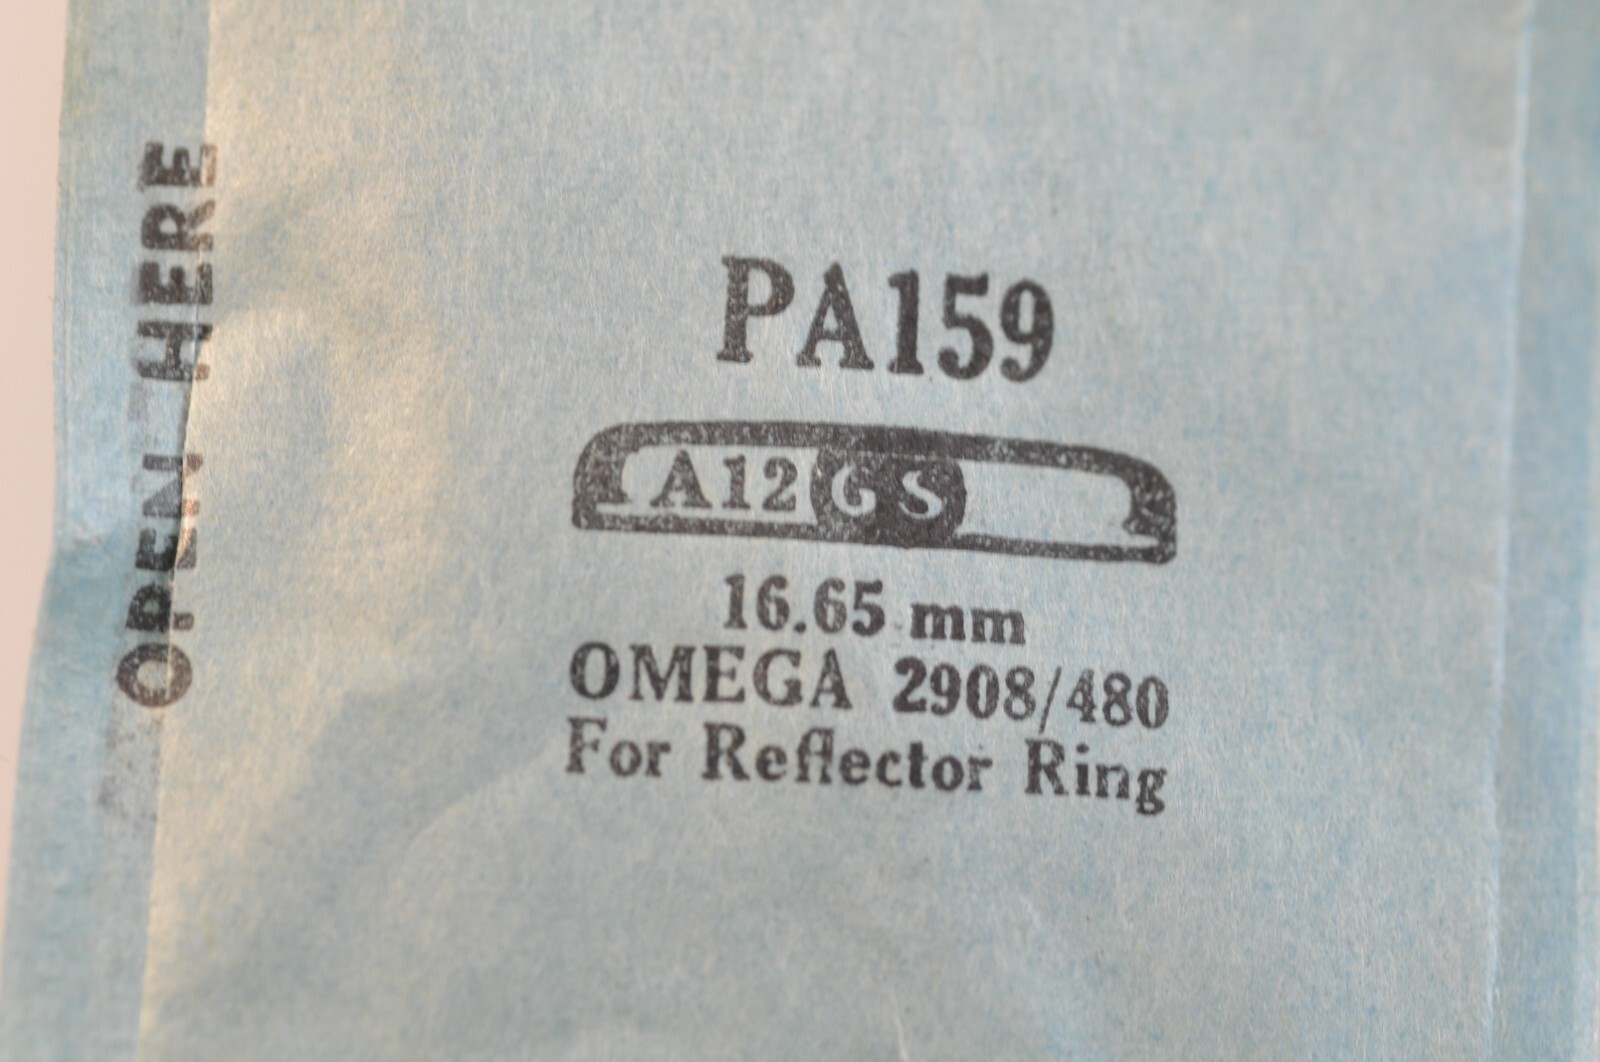 OPEN HERE
PA159
A12 GS
16.65 mm
OMEGA 2908/480
For Reflector Ring